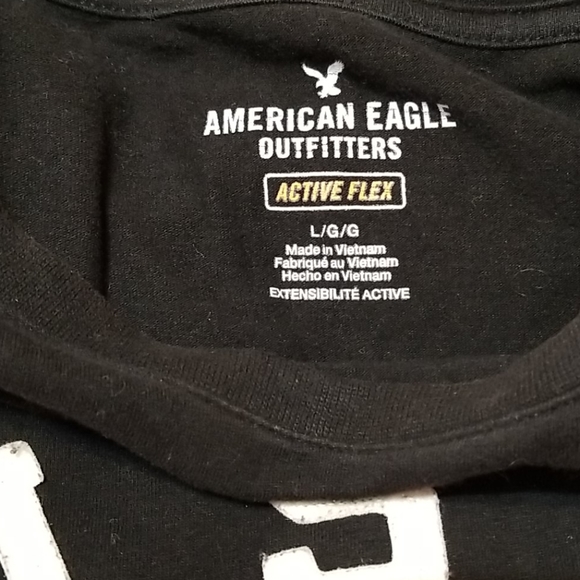 AMERICAN EAGLE
OUTFITTERS
ACTIVE FLEX
L/G/G
Made in Vietnam
Fabriqué au Vietnam
Hecho en Vietnam
EXTENSIBILITÉ ACTIVE